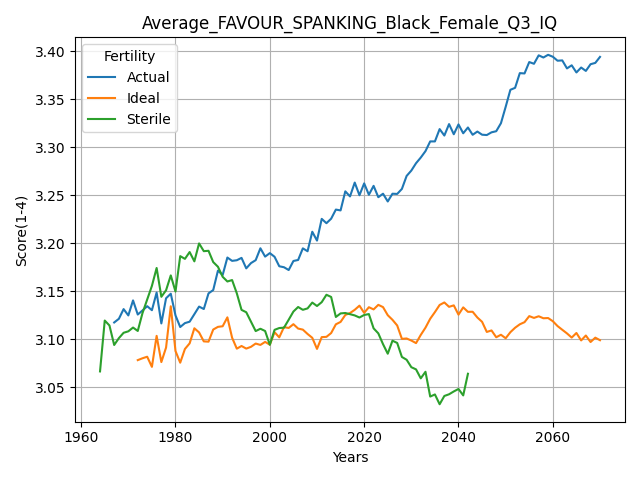 Average_FAVOUR_SPANKING_Black_Female_Q3_IQ
Fertility
Actual
Ideal
Sterile
3.40
3.35
3.30
3.25
3.20
3.15
3.10
3.05
Score(1-4)
1960
1980
2000
2020
2040
2060
Years